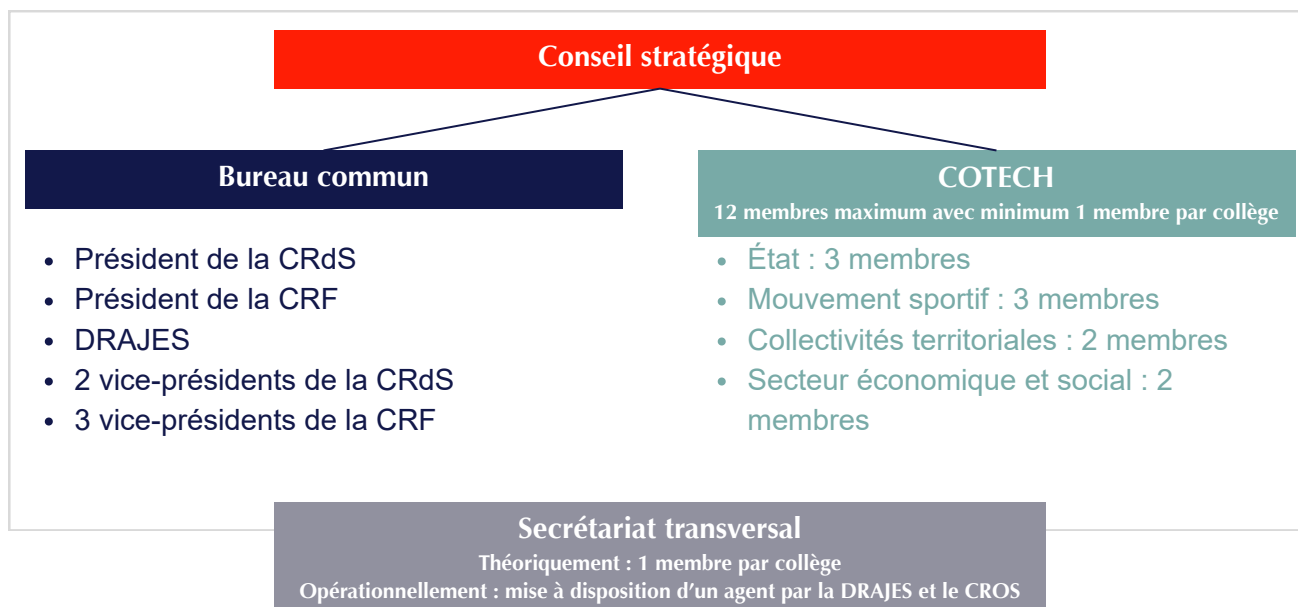 Conseil stratégique
Bureau commun
• Président de la CRdS
• Président de la CRF
• DRAJES
• 2 vice-présidents de la CRdS
• 3 vice-présidents de la CRF
COTECH
12 membres maximum avec minimum 1 membre par collège
• État : 3 membres
• Mouvement sportif : 3 membres
• Collectivités territoriales : 2 membres
• Secteur économique et social : 2
membres
Secrétariat transversal
Théoriquement : 1 membre par collège
Opérationnellement : mise à disposition d’un agent par la DRAJES et le CROS